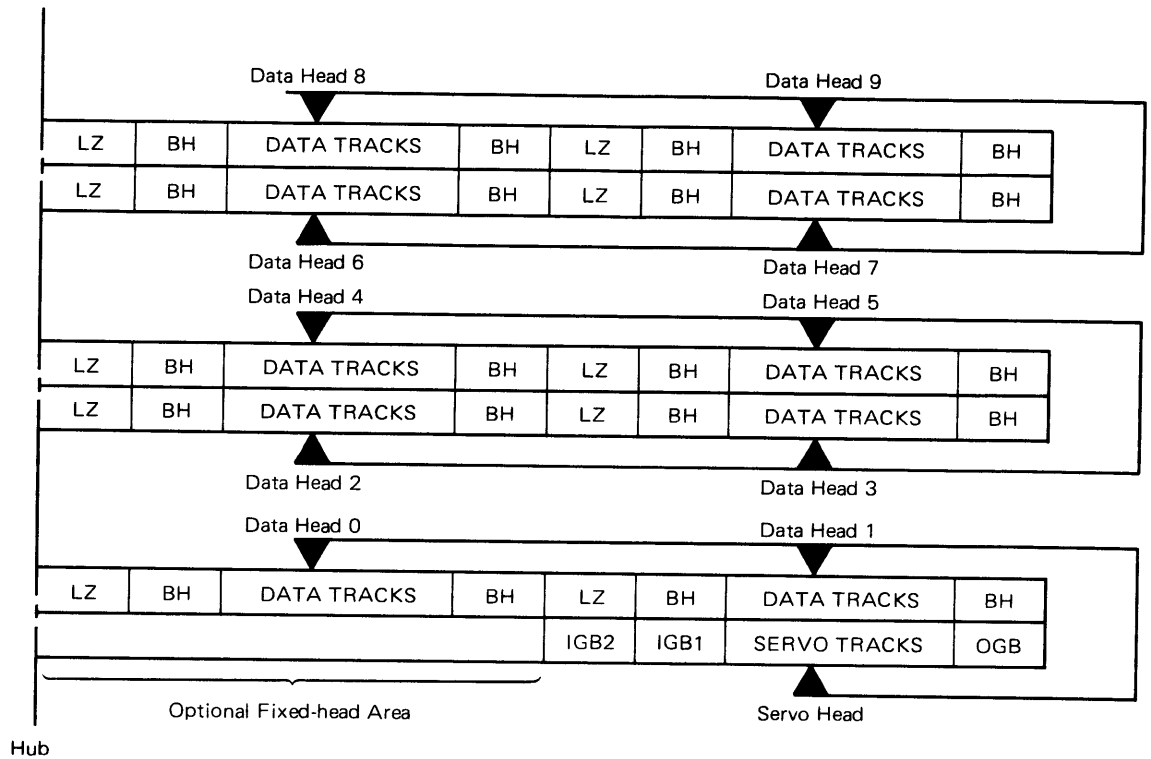 Data Head 8 Data Head 9
LZ BH DATA TRACKS BH LZ BH DATA TRACKS BH
LZ BH DATA TRACKS BH LZ BH DATA TRACKS BH
Data Head 6 Data Head 7
Data Head 4 Data Head 5
LZ BH DATA TRACKS BH LZ BH DATA TRACKS BH
LZ BH DATA TRACKS BH LZ BH DATA TRACKS BH
Data Head 2 Data Head 3
Data Head 0 Data Head 1
LZ BH DATA TRACKS BH LZ BH DATA TRACKS BH
IGB2 IGB1 SERVO TRACKS OGB
Optional Fixed-head Area Servo Head
Hub